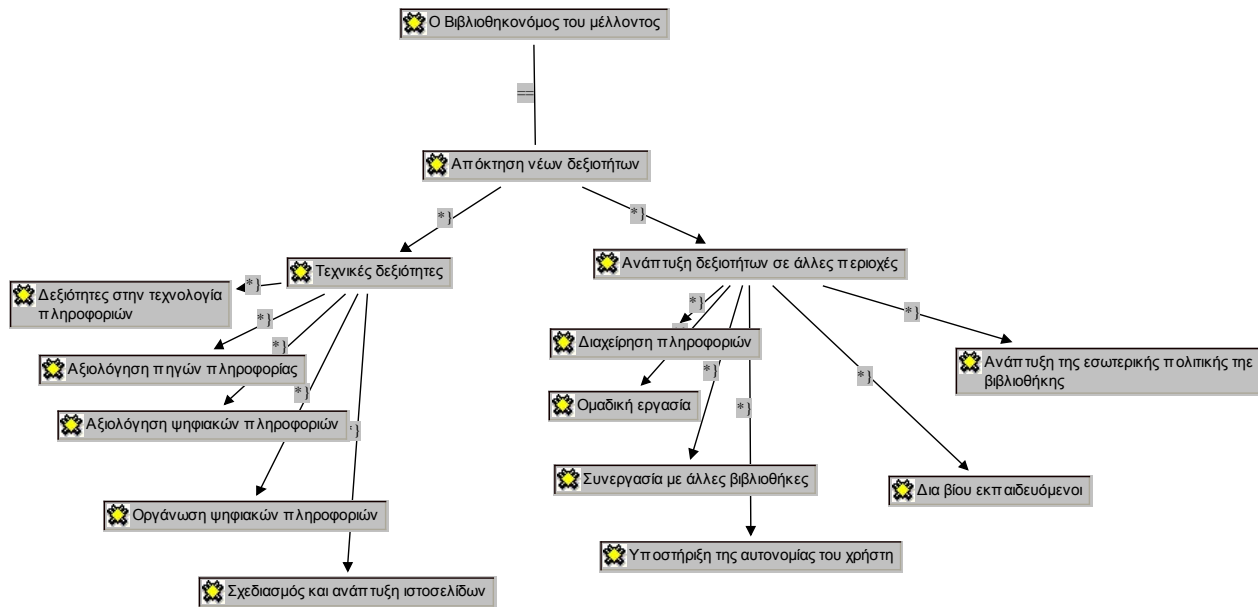 Ο Βιβλιοθηκονόμος του μέλλοντος
==
Απόκτηση νέων δεξιοτήτων
*}
*}
Τεχνικές δεξιότητες
Ανάπτυξη δεξιοτήτων σε άλλες περιοχές
*}
Δεξιότητες στην τεχνολογία
πληροφοριών
*}
*}
*}
*}
Διαχείρηση πληροφοριών
Αξιολόγηση πηγών πληροφορίας
Ανάπτυξη της εσωτερικής πολιτικής τηε
βιβλιοθήκης
*}
*}
*}
*}
Ομαδική εργασία
Αξιολόγηση ψηφιακών πληροφοριών
*}
Συνεργασία με άλλες βιβλιοθήκες
Δια βίου εκπαιδευόμενοι
Οργάνωση ψηφιακών πληροφοριών
Υποστήριξη της αυτονομίας του χρήστη
Σχεδιασμός και ανάπτυξη ιστοσελίδων